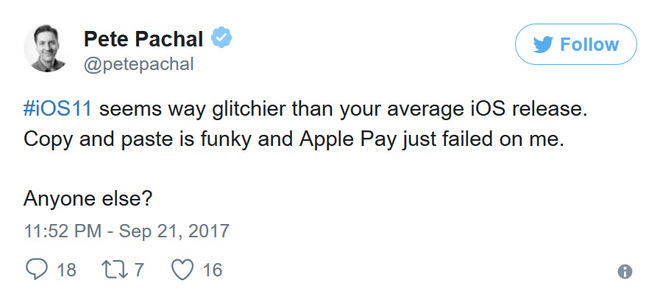 Pete Pachal
@petepachal
Follow
#iOS11 seems way glitchier than your average iOS release.
Copy and paste is funky and Apple Pay just failed on me.
Anyone else?
11:52 PM - Sep 21, 2017
18 7 16